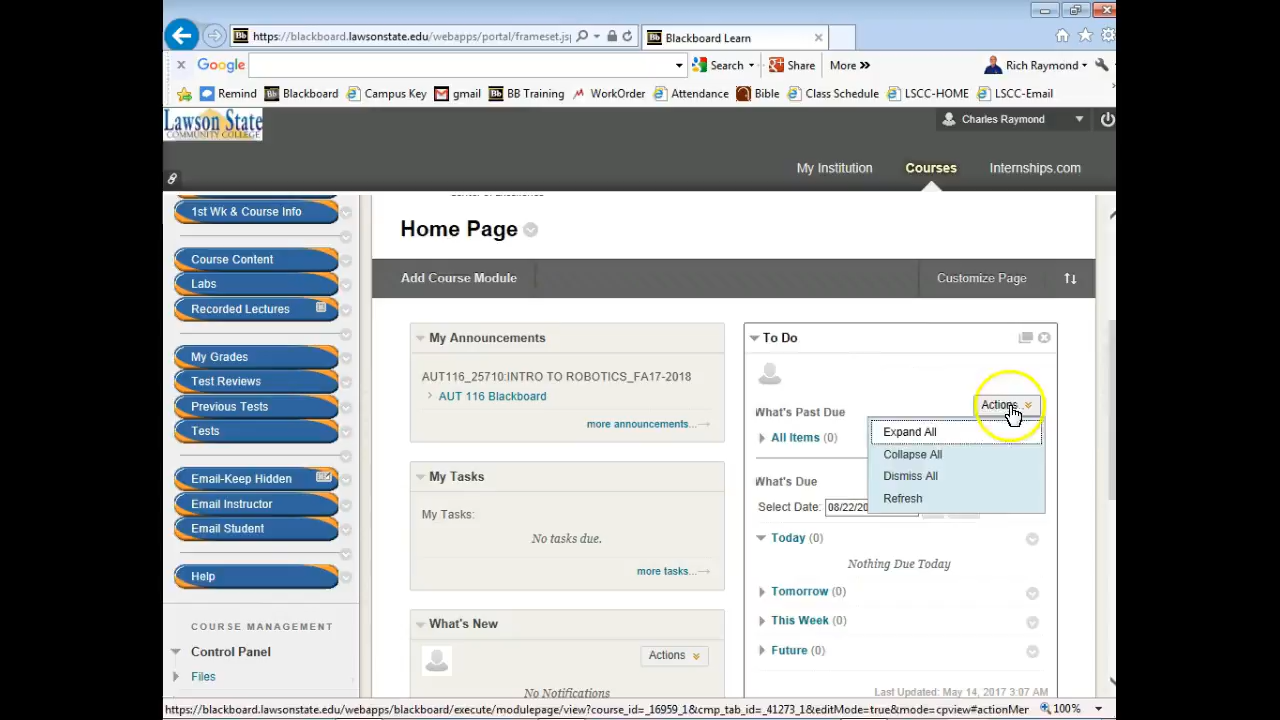 https://blackboard.lawsonstate.edu/webapps/portal/frameset.jsp
Blackboard Learn
Google
Search
Share
More »
Rich Raymond
Remind
Blackboard
Campus Key
gmail
BB Training
WorkOrder
Attendance
Bible
Class Schedule
LSCC-HOME
LSCC-Email
Lawson State
COMMUNITY COLLEGE
Charles Raymond
My Institution
Courses
Internships.com
1st Wk & Course Info
Course Content
Labs
Recorded Lectures
My Grades
Test Reviews
Previous Tests
Tests
Email-Keep Hidden
Email Instructor
Email Student
Help
COURSE MANAGEMENT
Control Panel
Files
Home Page
Add Course Module
Customize Page
My Announcements
AUT116_25710:INTRO TO ROBOTICS_FA17-2018
AUT 116 Blackboard
more announcements...
My Tasks
My Tasks:
No tasks due.
more tasks...
What's New
Actions
No Notifications
To Do
Actions
What's Past Due
All Items (0)
Expand All
Collapse All
Dismiss All
Refresh
What's Due
Select Date: 08/22/20
Today (0)
Nothing Due Today
Tomorrow (0)
This Week (0)
Future (0)
Last Updated: May 14, 2017 3:07 AM
https://blackboard.lawsonstate.edu/webapps/blackboard/execute/modulepage/view?course_id=_16959_1&cmp_tab_id=_41273_1&editMode=true&mode=cpview#actionMer
100%